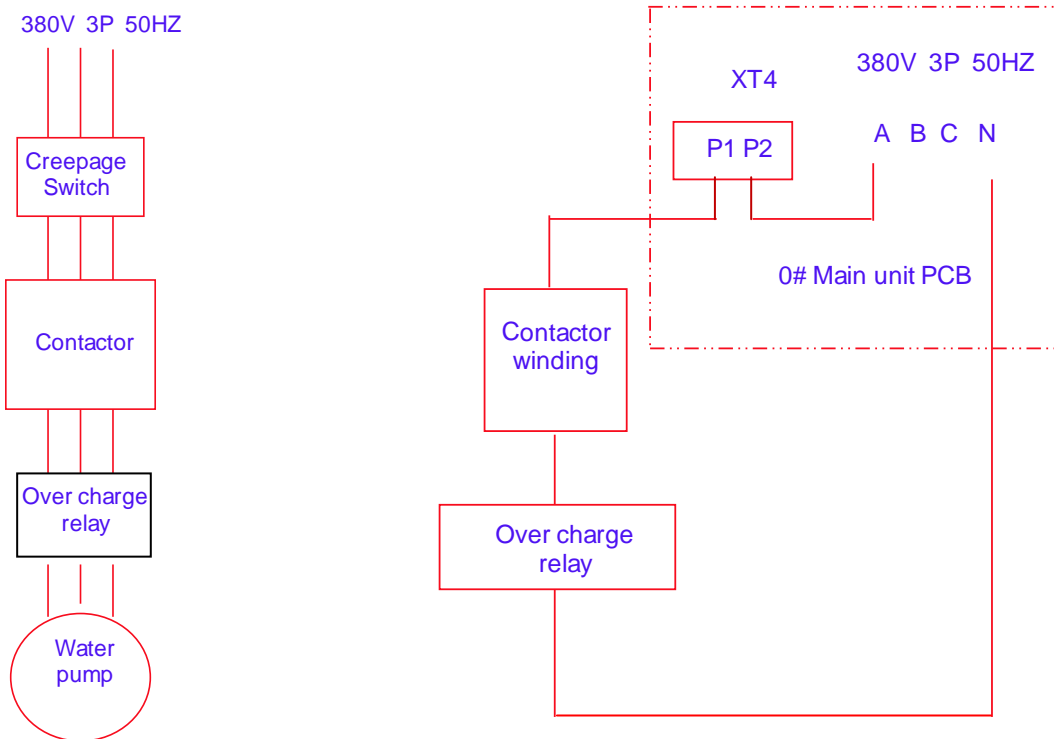 380V 3P 50HZ
Creepage
Switch
Contactor
Over charge
relay
Water
pump
XT4
380V 3P 50HZ
P1 P2
A B C N
0# Main unit PCB
Contactor
winding
Over charge
relay